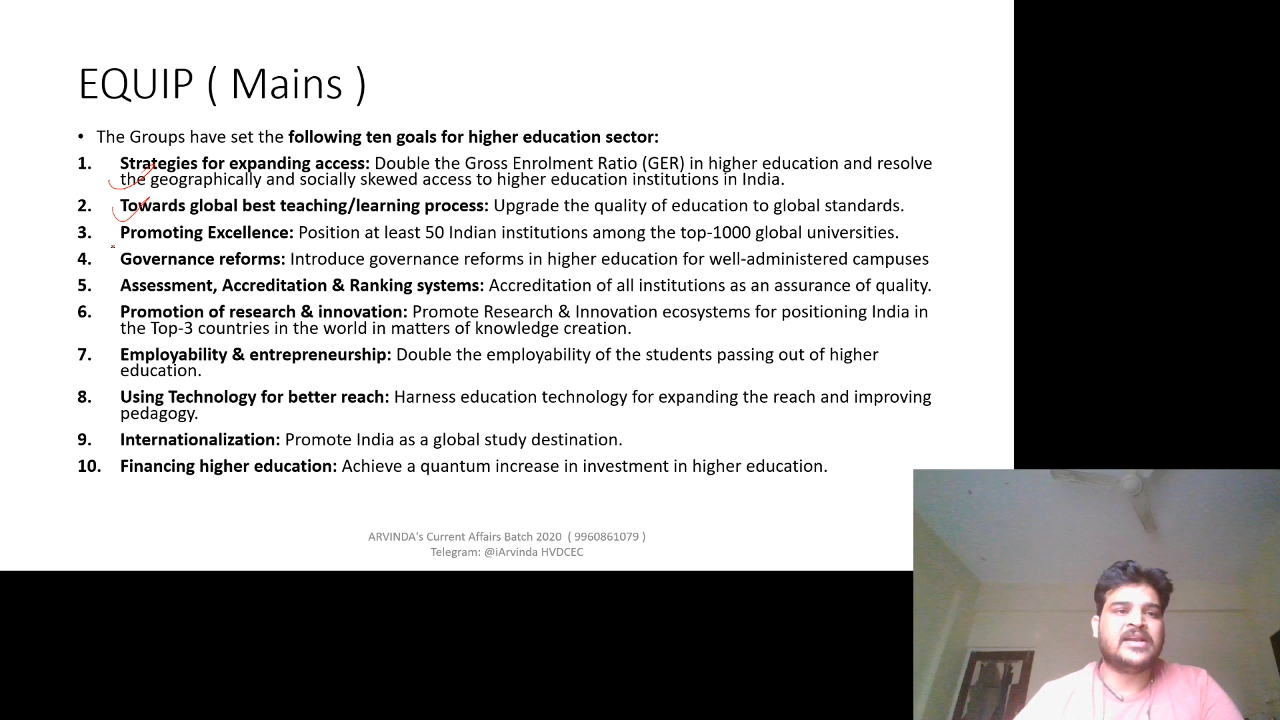 EQUIP ( Mains )
• The Groups have set the following ten goals for higher education sector:
1. Strategies for expanding access: Double the Gross Enrolment Ratio (GER) in higher education and resolve
the geographically and socially skewed access to higher education institutions in India.
2. Towards global best teaching/learning process: Upgrade the quality of education to global standards.
3. Promoting Excellence: Position at least 50 Indian institutions among the top-1000 global universities.
4. Governance reforms: Introduce governance reforms in higher education for well-administered campuses
5. Assessment, Accreditation & Ranking systems: Accreditation of all institutions as an assurance of quality.
6. Promotion of research & innovation: Promote Research & Innovation ecosystems for positioning India in
the Top-3 countries in the world in matters of knowledge creation.
7. Employability & entrepreneurship: Double the employability of the students passing out of higher
education.
8. Using Technology for better reach: Harness education technology for expanding the reach and improving
pedagogy.
9. Internationalization: Promote India as a global study destination.
10. Financing higher education: Achieve a quantum increase in investment in higher education.
ARVINDA's Current Affairs Batch 2020 ( 9960861079 )
Telegram: @iArvinda HVDCEC